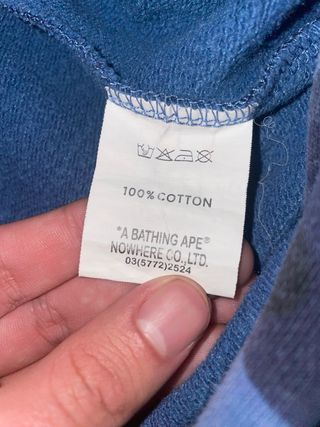 100% COTTON
"A BATHING APE®
NOWHERE CO., LTD.
03(5772)2524